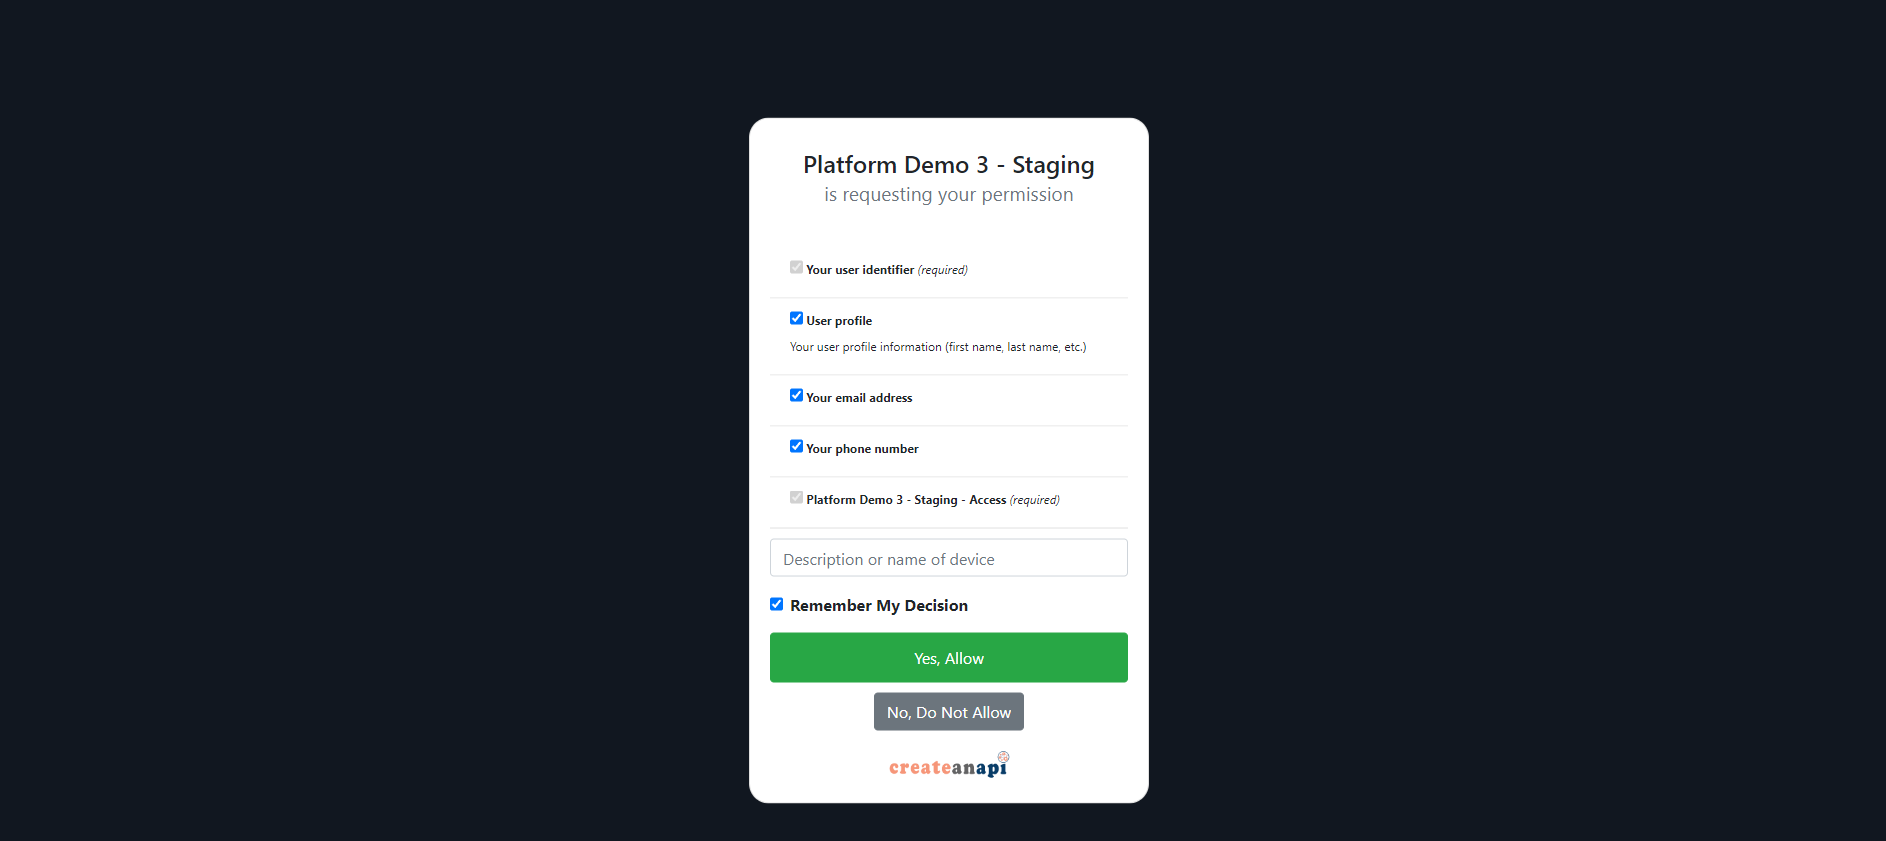 Platform Demo 3 - Staging
is requesting your permission
Your user identifier (required)
User profile
Your user profile information (first name, last name, etc.)
Your email address
Your phone number
Platform Demo 3 - Staging - Access (required)
Description or name of device
Remember My Decision
Yes, Allow
No, Do Not Allow
createanapi